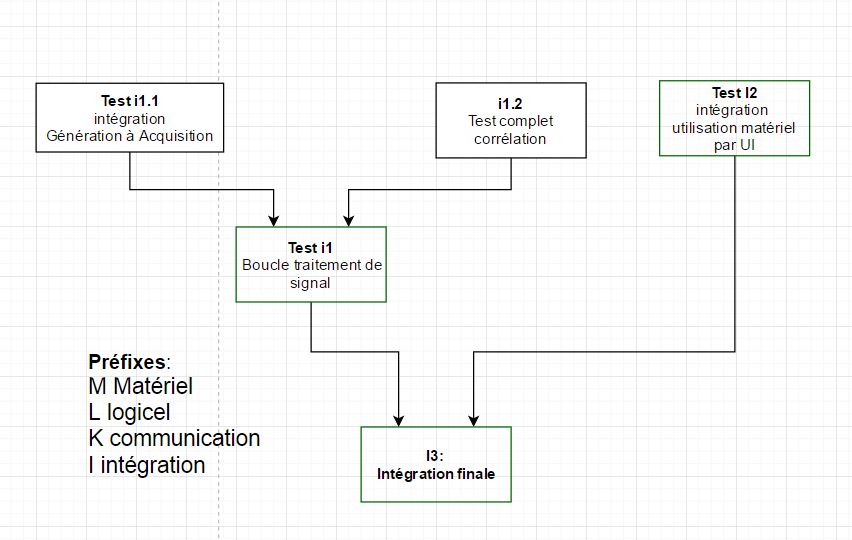 Test i1.1
intégration
Génération à Acquisition
i1.2
Test complet
corrélation
Test I2
intégration
utilisation matériel
par UI
Test i1
Boucle traitement de
signal
Préfixes:
M Matériel
L logicel
K communication
I intégration
I3:
Intégration finale